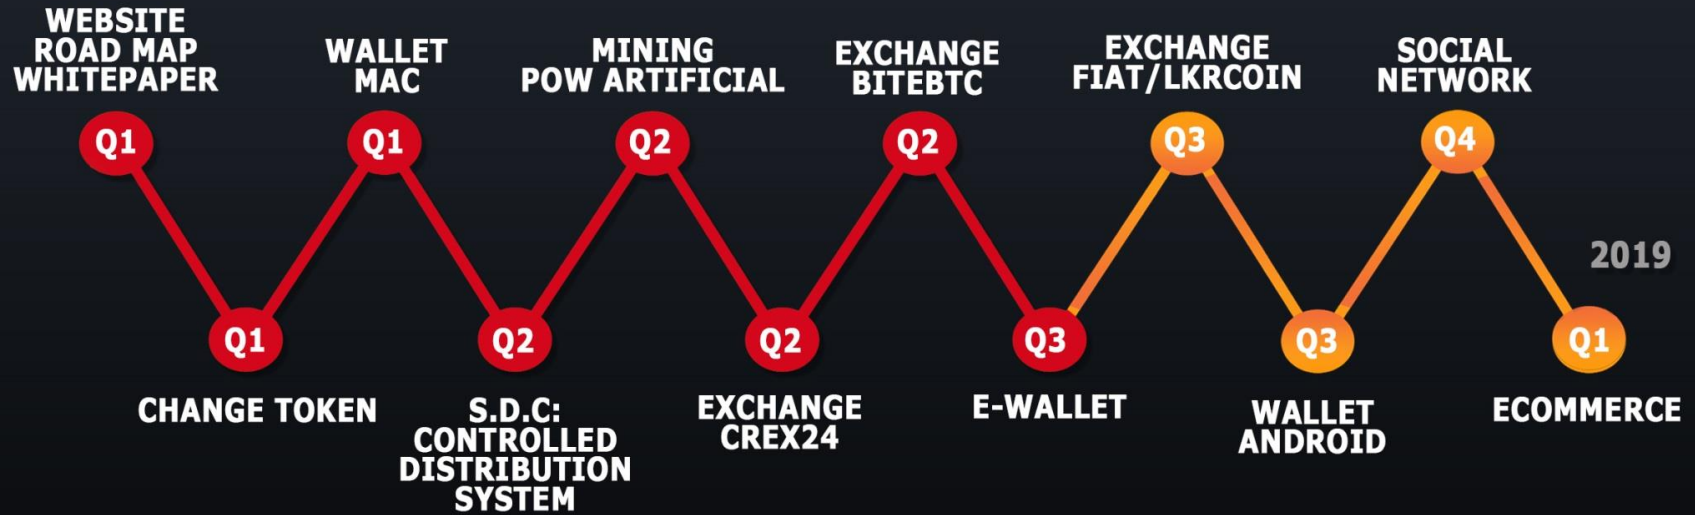 WEBSITE
ROAD MAP
WHITEPAPER
Q1
Q1
CHANGE TOKEN
WALLET
MAC
Q1
Q2
S.D.C:
CONTROLLED
DISTRIBUTION
SYSTEM
MINING
POW ARTIFICIAL
Q2
Q2
EXCHANGE
CREX24
EXCHANGE
BITEBTC
Q2
Q3
E-WALLET
EXCHANGE
FIAT/LKRCOIN
Q3
Q3
WALLET
ANDROID
SOCIAL
NETWORK
Q4
2019
Q1
ECOMMERCE